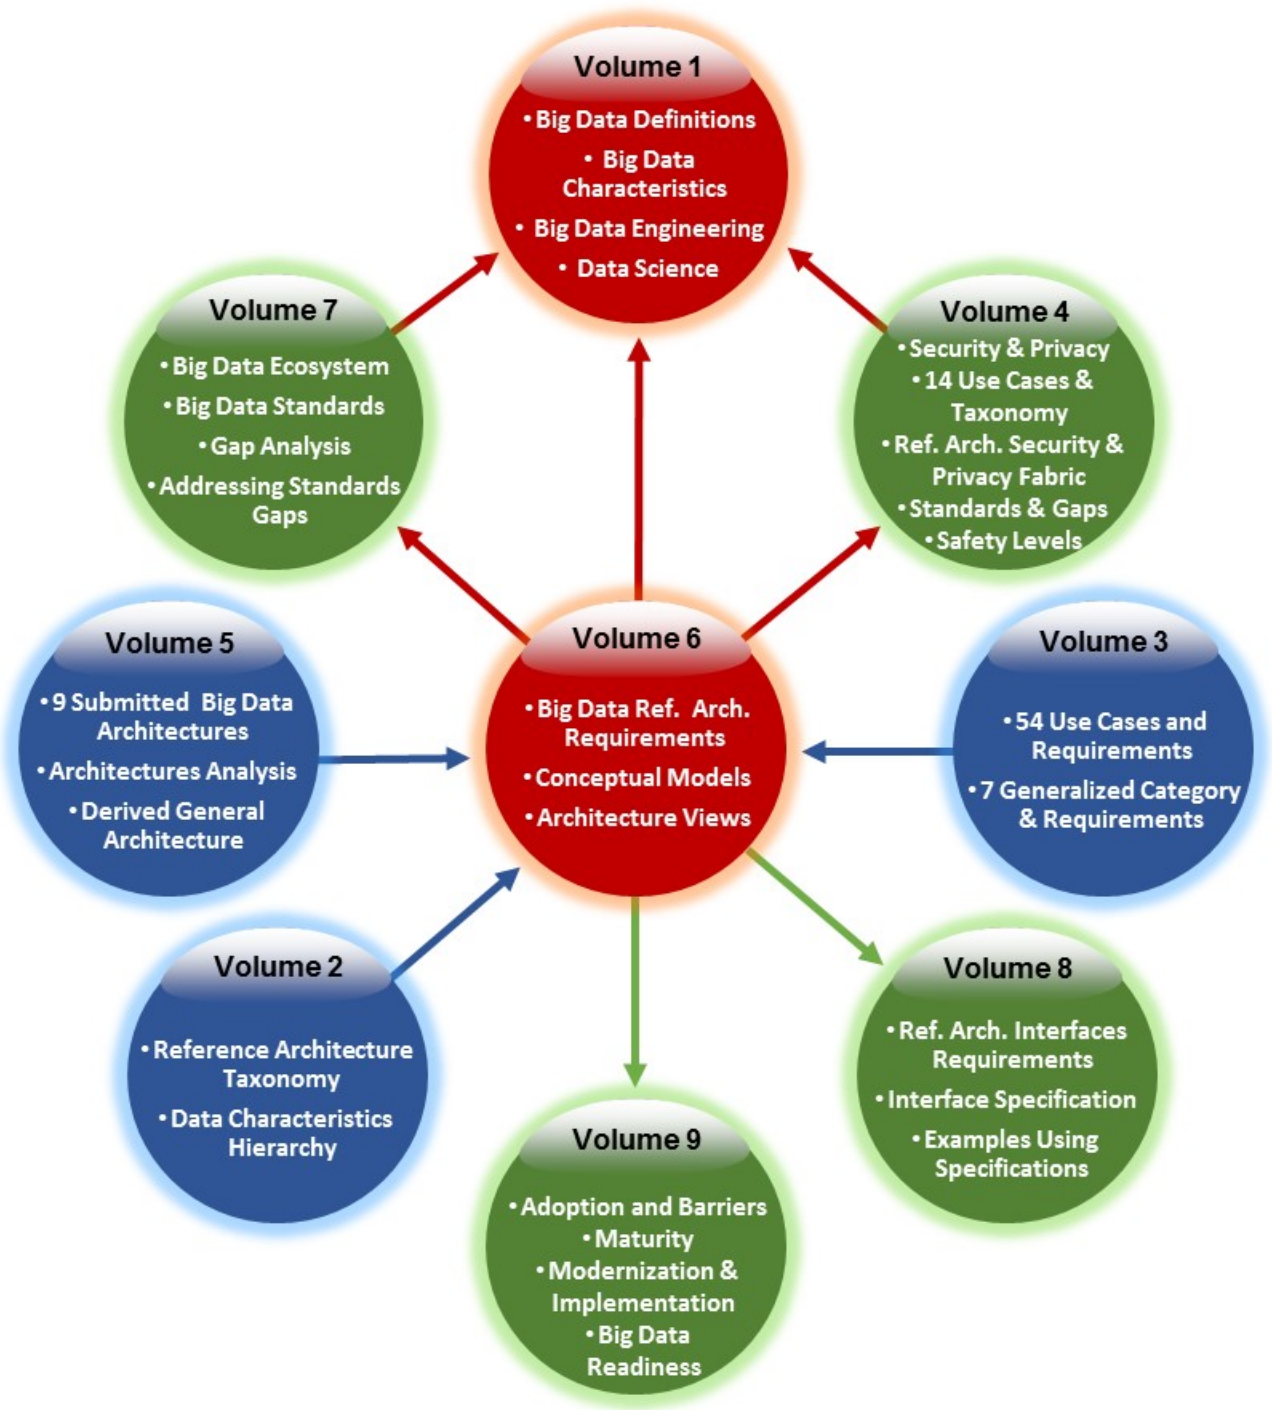 Volume 1
• Big Data Definitions
• Big Data
Characteristics
• Big Data Engineering
• Data Science
Volume 7
• Big Data Ecosystem
• Big Data Standards
• Gap Analysis
• Addressing Standards
Gaps
Volume 4
• Security & Privacy
• 14 Use Cases &
Taxonomy
• Ref. Arch. Security &
Privacy Fabric
• Standards & Gaps
• Safety Levels
Volume 5
• 9 Submitted Big Data
Architectures
• Architectures Analysis
• Derived General
Architecture
Volume 6
• Big Data Ref. Arch.
Requirements
• Conceptual Models
• Architecture Views
Volume 3
• 54 Use Cases and
Requirements
• 7 Generalized Category
& Requirements
Volume 2
• Reference Architecture
Taxonomy
• Data Characteristics
Hierarchy
Volume 8
• Ref. Arch. Interfaces
Requirements
• Interface Specification
• Examples Using
Specifications
Volume 9
• Adoption and Barriers
• Maturity
• Modernization &
Implementation
• Big Data
Readiness